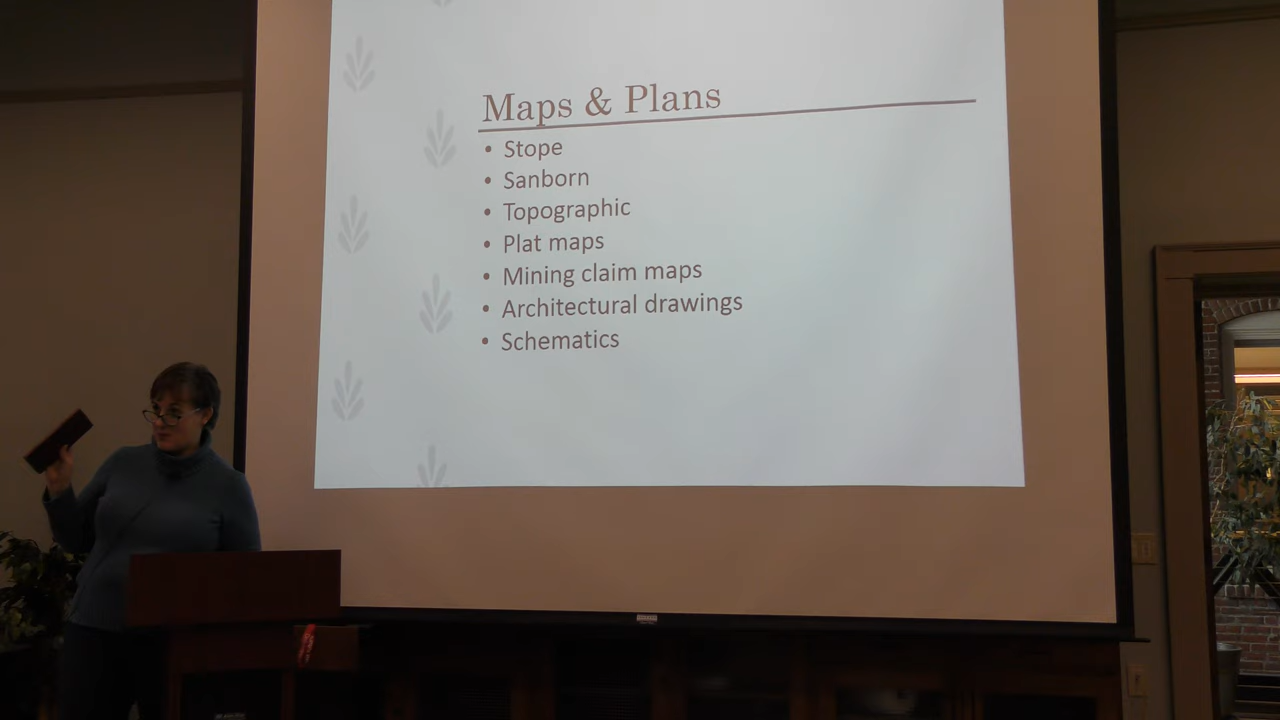 Maps & Plans
• Stope
• Sanborn
• Topographic
• Plat maps
• Mining claim maps
• Architectural drawings
• Schematics